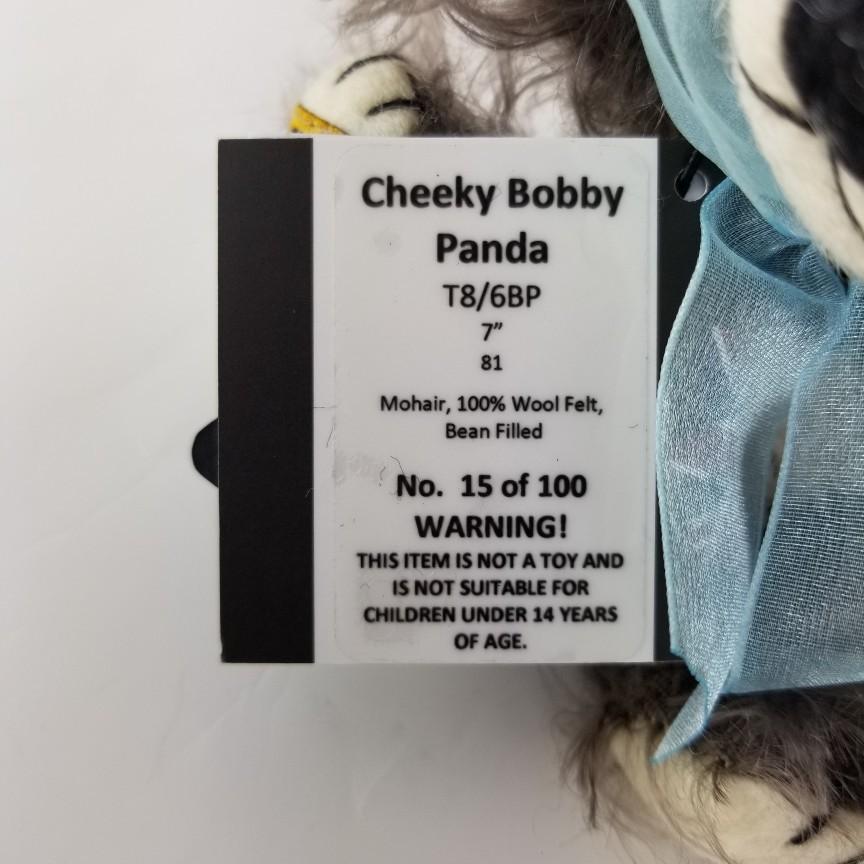 Cheeky Bobby
Panda
T8/6BP
7”
81
Mohair, 100% Wool Felt,
Bean Filled
No. 15 of 100
WARNING!
THIS ITEM IS NOT A TOY AND
IS NOT SUITABLE FOR
CHILDREN UNDER 14 YEARS
OF AGE.